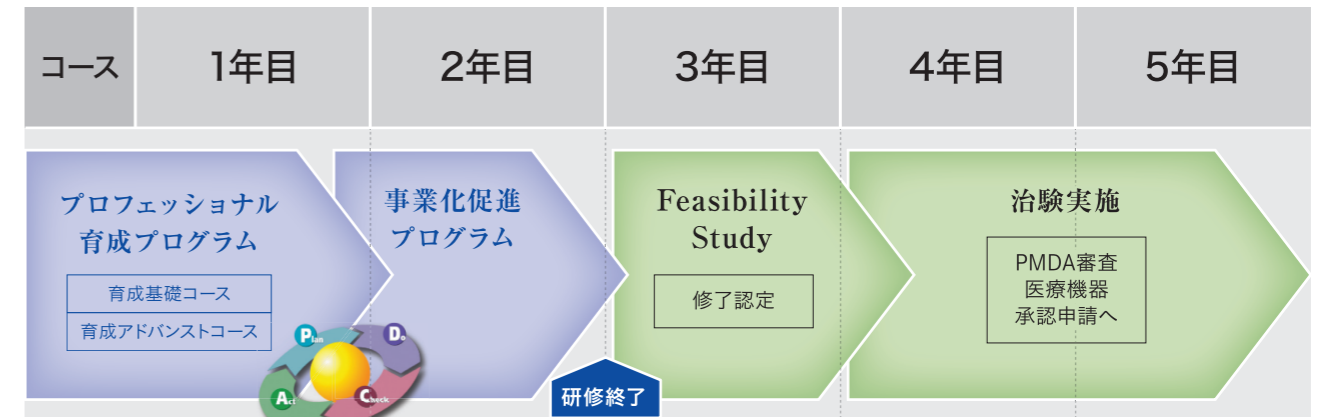 コース
1年目
2年目
3年目
4年目
5年目
プロフェッショナル
育成プログラム
育成基礎コース
育成アドバンストコース
事業化促進
プログラム
Feasibility
Study
修了認定
治験実施
PMDA審査
医療機器
承認申請へ
Plan
Do
Act
Check
研修終了